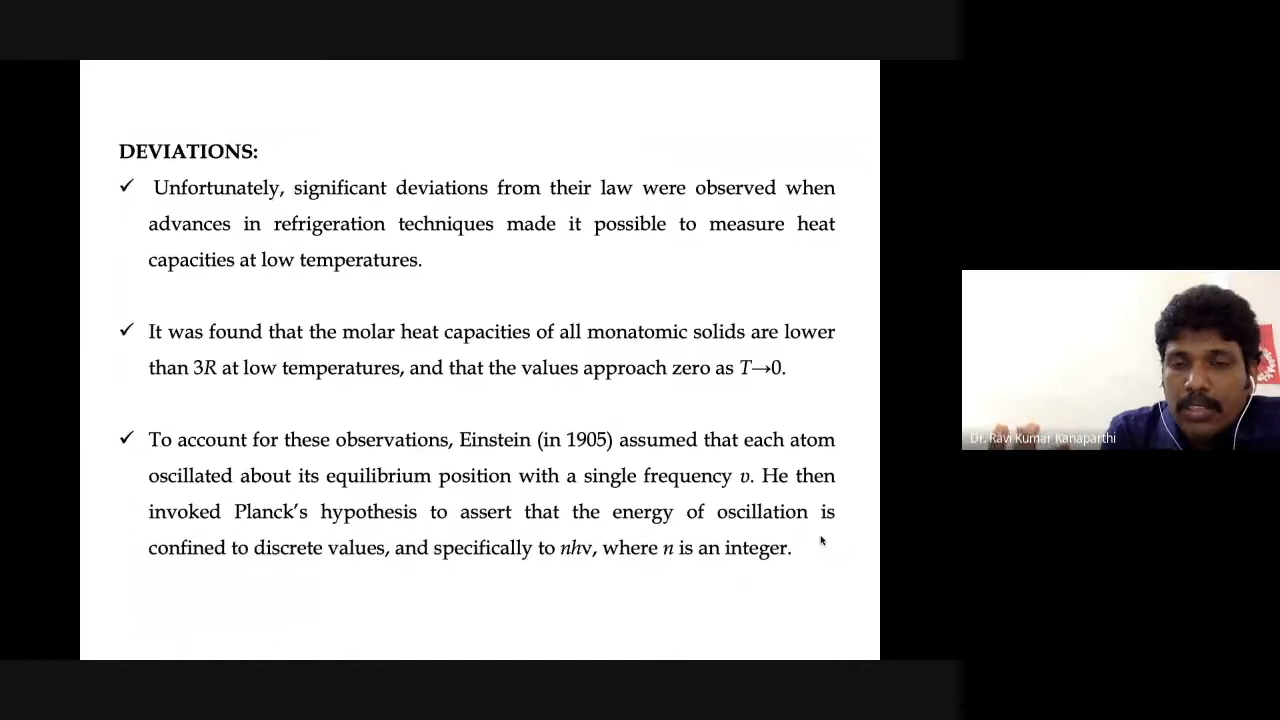 DEVIATIONS:
✓ Unfortunately, significant deviations from their law were observed when
advances in refrigeration techniques made it possible to measure heat
capacities at low temperatures.
✓ It was found that the molar heat capacities of all monatomic solids are lower
than 3R at low temperatures, and that the values approach zero as T→0.
✓ To account for these observations, Einstein (in 1905) assumed that each atom
oscillated about its equilibrium position with a single frequency υ. He then
invoked Planck's hypothesis to assert that the energy of oscillation is
confined to discrete values, and specifically to nhν, where n is an integer.
Dr. Ravi Kumar Kanaparthi